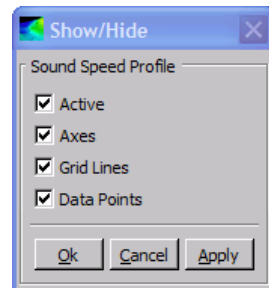 Show/Hide
Sound Speed Profile
Active
Axes
Grid Lines
Data Points
Ok Cancel Apply